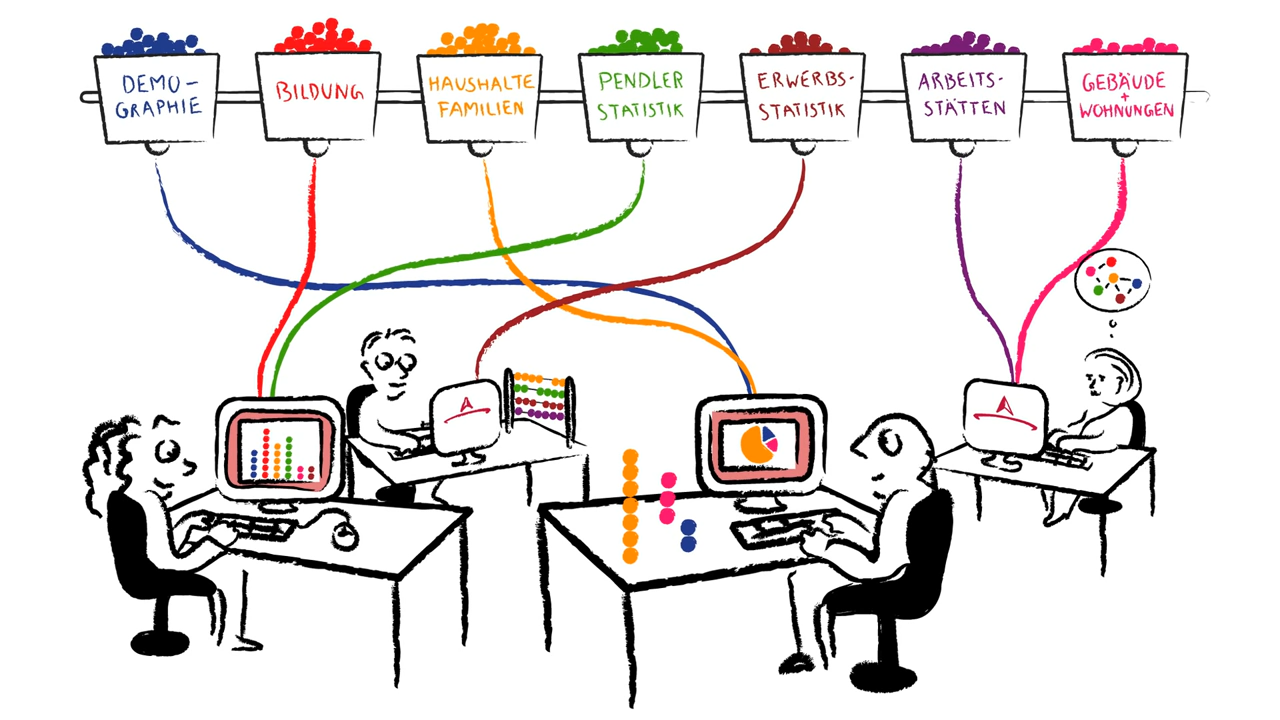 DEMO-
GRAPHIE
BILDUNG
HAUSHALTE
FAMILIEN
PENDLER
STATISTIK
ERWERBS-
STATISTIK
ARBEITS-
STÄTTEN
GEBÄUDE
+
WOHNUNGEN